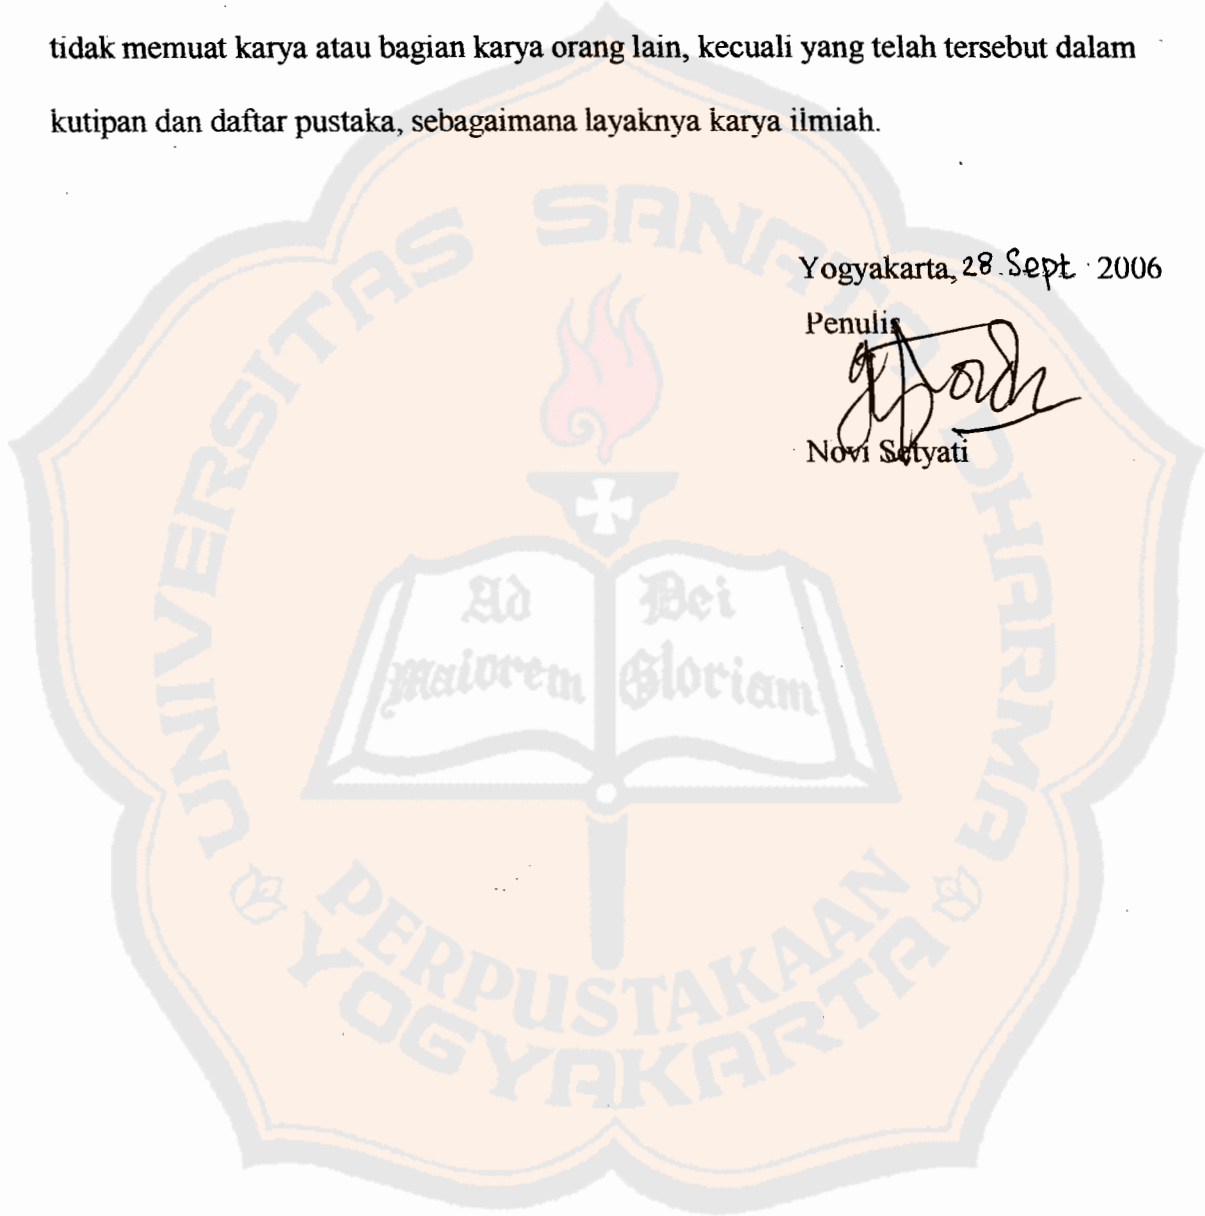 tidak memuat karya atau bagian karya orang lain, kecuali yang telah tersebut dalam
kutipan dan daftar pustaka, sebagaimana layaknya karya ilmiah.
Yogyakarta, 28 Sept 2006
Penulis
Novi Setyati
UNIVERSITAS SANATA DHARMA
Ad Dei
maiorem Gloriam
PERPUSTAKAAN
YOGYAKARTA